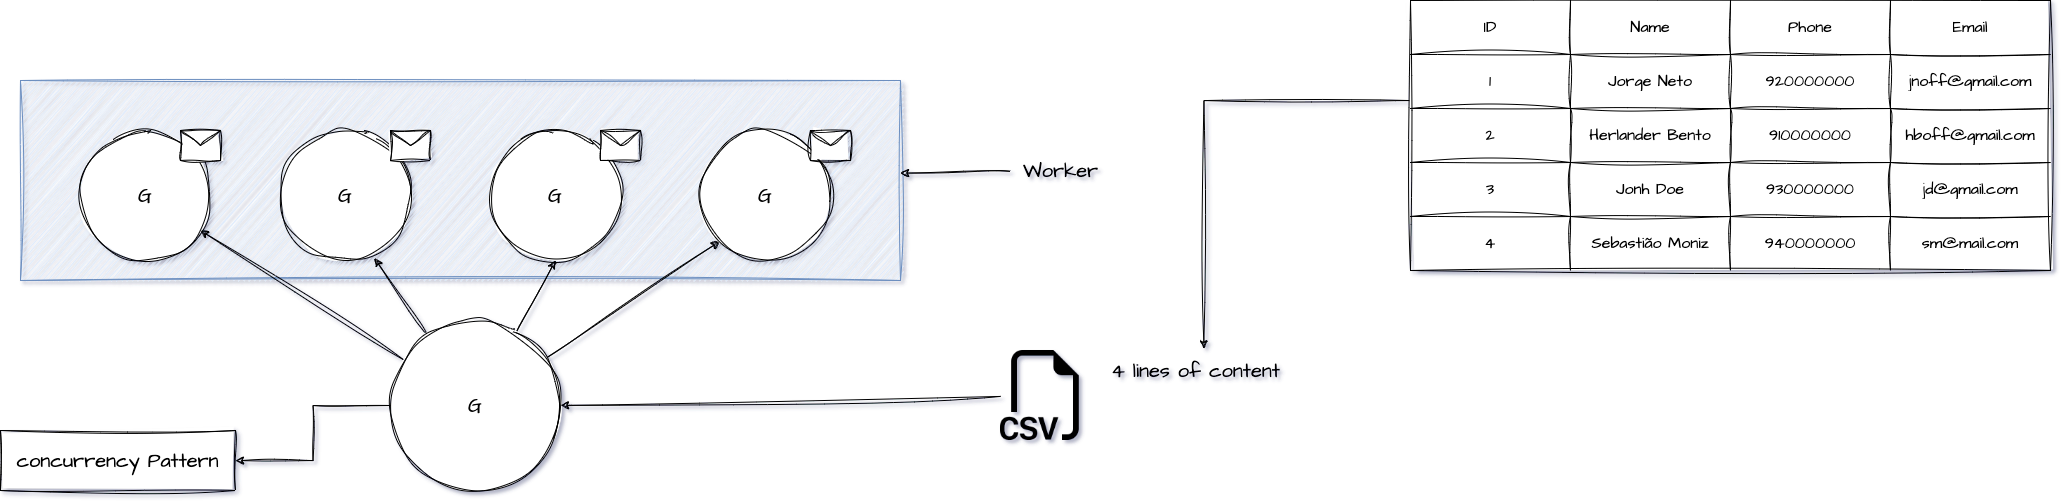 ID Name Phone Email
1 Jorge Neto 920000000 jnoff@gmail.com
2 Herlander Bento 910000000 hboff@gmail.com
3 Jonh Doe 930000000 jd@gmail.com
4 Sebastião Moniz 940000000 sm@mail.com
G G G G
Worker
4 lines of content
G
CSV
concurrency Pattern